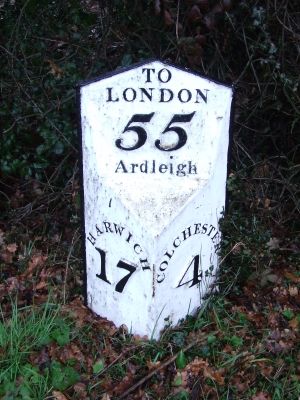 TO
LONDON
55
Ardleigh
HARWICH
17
COLCHESTER
4